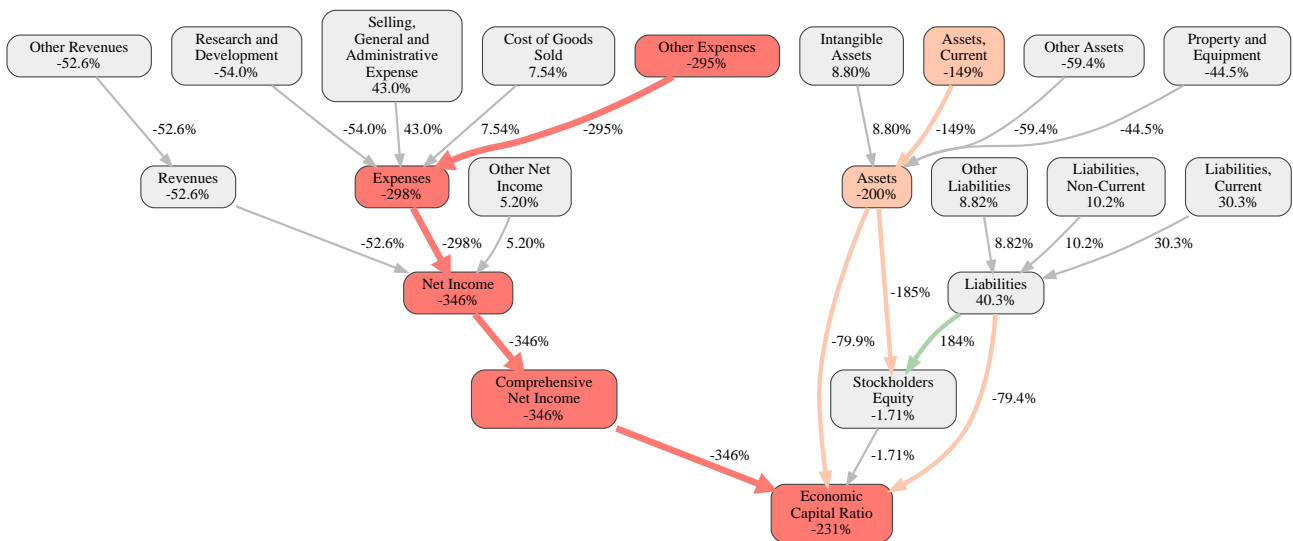 Other Revenues
-52.6%
Research and
Development
-54.0%
Selling,
General and
Administrative
Expense
43.0%
Cost of Goods
Sold
7.54%
Other Expenses
-295%
Intangible
Assets
8.80%
Assets,
Current
-149%
Other Assets
-59.4%
Property and
Equipment
-44.5%
-52.6%
-54.0%
43.0%
7.54%
-295%
8.80%
-149%
-59.4%
-44.5%
Revenues
-52.6%
Expenses
-298%
Other Net
Income
5.20%
Assets
-200%
Other
Liabilities
8.82%
Liabilities,
Non-Current
10.2%
Liabilities,
Current
30.3%
-52.6%
-298%
5.20%
8.82%
10.2%
30.3%
Net Income
-346%
-185%
Liabilities
40.3%
-346%
-79.9%
184%
Comprehensive
Net Income
-346%
Stockholders
Equity
-1.71%
-79.4%
-346%
-1.71%
Economic
Capital Ratio
-231%